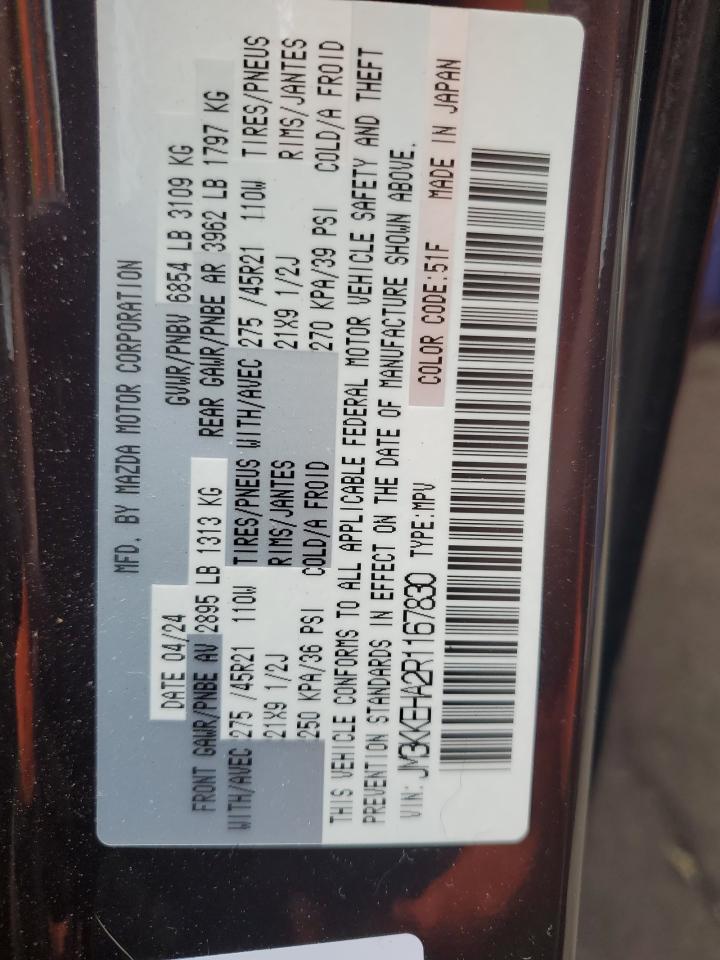 MFD. BY MAZDA MOTOR CORPORATION
DATE 04/24 GVWR/PNBV 6854 LB 3109 KG
FRONT GAWR/PNBE AV 2895 LB 1313 KG REAR GAWR/PNBE AR 3962 LB 1797 KG
WITH/AVEC 275 /45R21 110W TIRES/PNEUS WITH/AVEC 275 /45R21 110W TIRES/PNEUS
21X9 1/2J RIMS/JANTES 21X9 1/2J RIMS/JANTES
250 KPA/36 PSI COLD/A FROID 270 KPA/39 PSI COLD/A FROID
THIS VEHICLE CONFORMS TO ALL APPLICABLE FEDERAL MOTOR VEHICLE SAFETY AND THEFT
PREVENTION STANDARDS IN EFFECT ON THE DATE OF MANUFACTURE SHOWN ABOVE.
VIN: JM3KKEHA2R1167830 TYPE:MPV COLOR CODE:51F MADE IN JAPAN